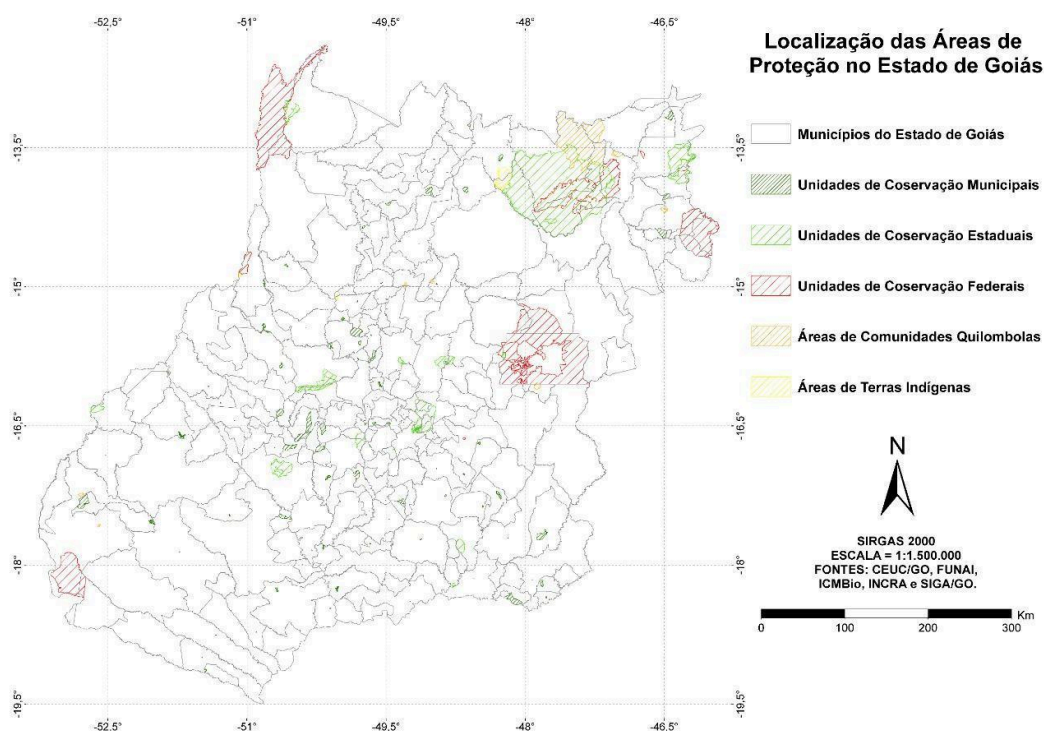 -52,5°
-51°
-49,5°
-48°
-46,5°
-13,5°
-15°
-16,5°
-18°
-19,5°
-13,5°
-15°
-16,5°
-18°
-19,5°
-52,5°
-51°
-49,5°
-48°
-46,5°
Localização das Áreas de
Proteção no Estado de Goiás
Municípios do Estado de Goiás
Unidades de Coservação Municipais
Unidades de Coservação Estaduais
Unidades de Coservação Federais
Áreas de Comunidades Quilombolas
Áreas de Terras Indígenas
N
SIRGAS 2000
ESCALA = 1:1.500.000
FONTES: CEUC/GO, FUNAI,
ICMBio, INCRA e SIGA/GO.
Km
0 100 200 300